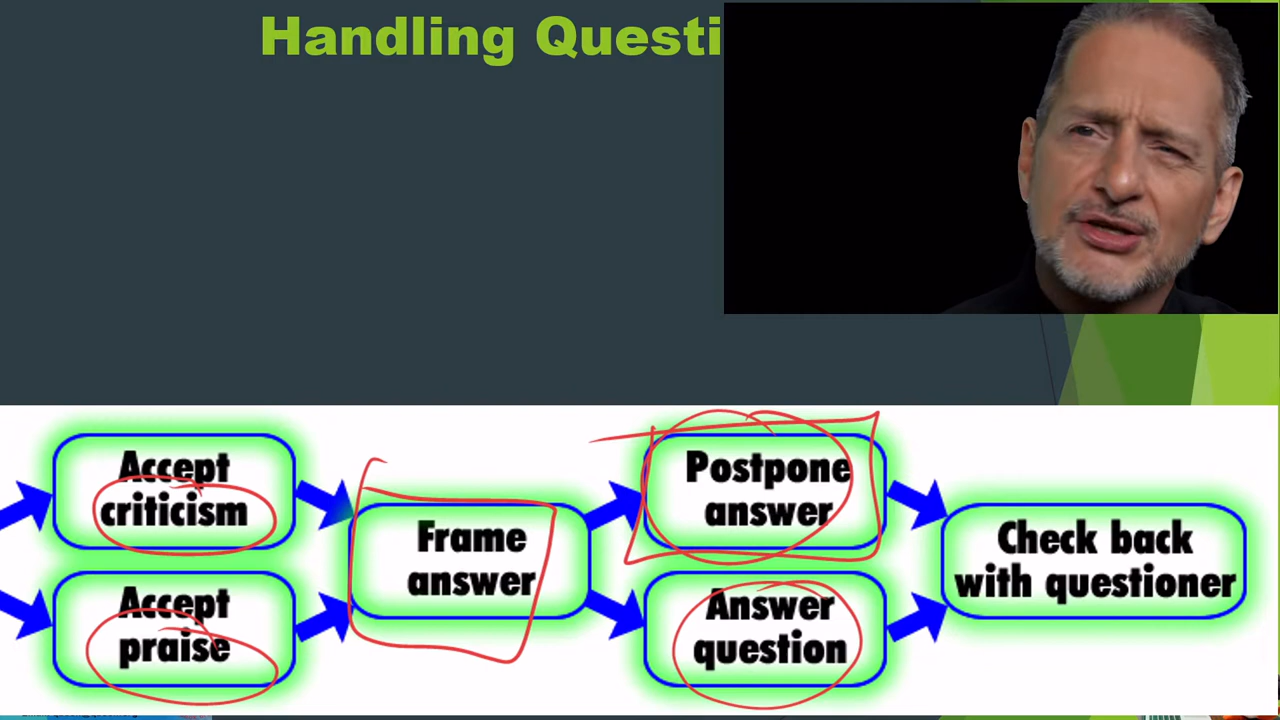 Handling Questi
Accept
criticism
Accept
praise
Frame
answer
Postpone
answer
Answer
question
Check back
with questioner